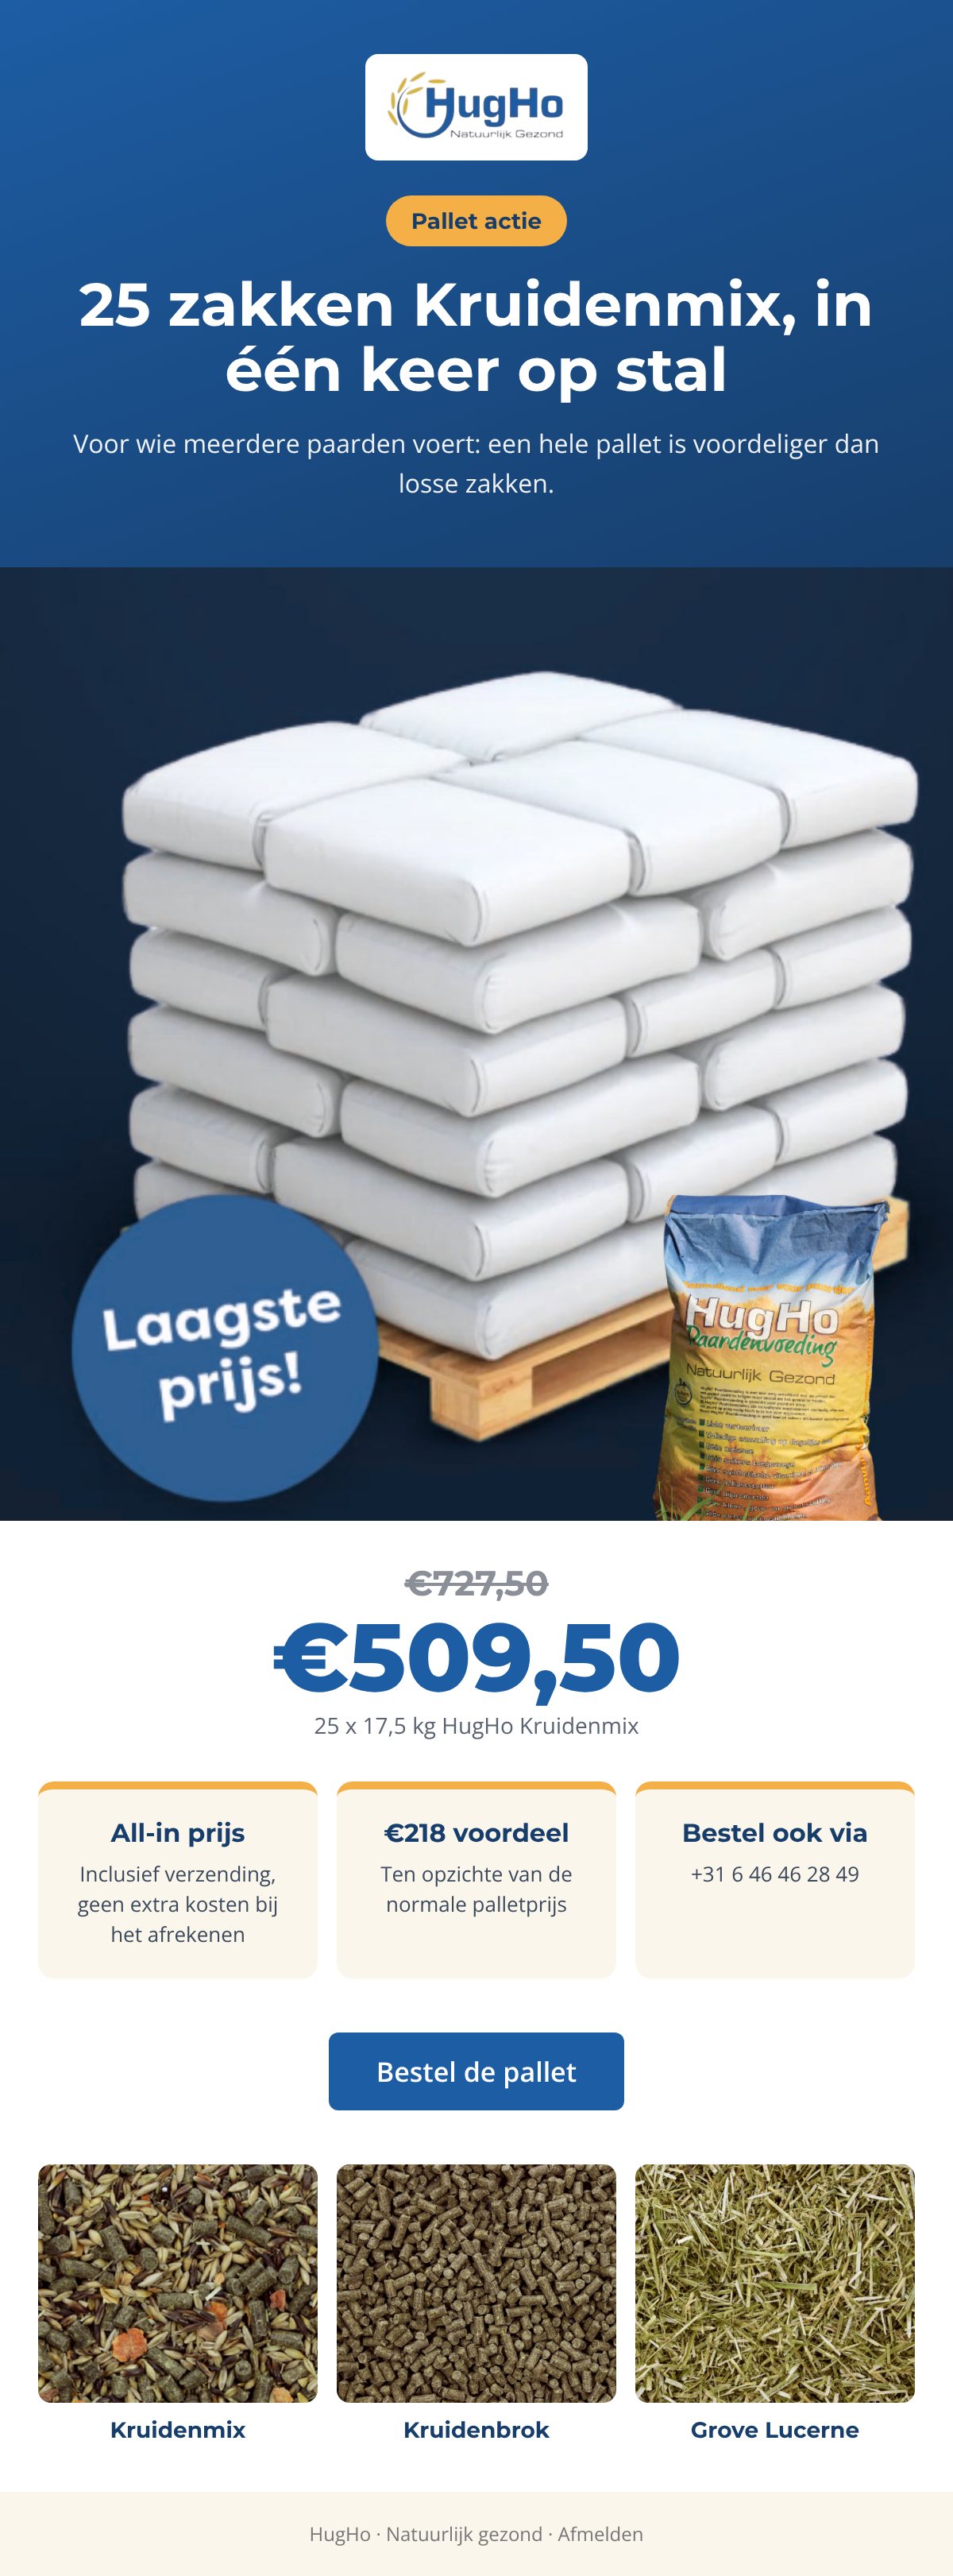 HugHo
Natuurlijk Gezond
Pallet actie
25 zakken Kruidenmix, in
één keer op stal
Voor wie meerdere paarden voert: een hele pallet is voordeliger dan
losse zakken.
Laagste
prijs!
HugHo
Paardenvoeding
Natuurlijk Gezond
€727,50
€509,50
25 x 17,5 kg HugHo Kruidenmix
All-in prijs
Inclusief verzending,
geen extra kosten bij
het afrekenen
€218 voordeel
Ten opzichte van de
normale palletprijs
Bestel ook via
+31 6 46 46 28 49
Bestel de pallet
Kruidenmix
Kruidenbrok
Grove Lucerne
HugHo · Natuurlijk gezond · Afmelden